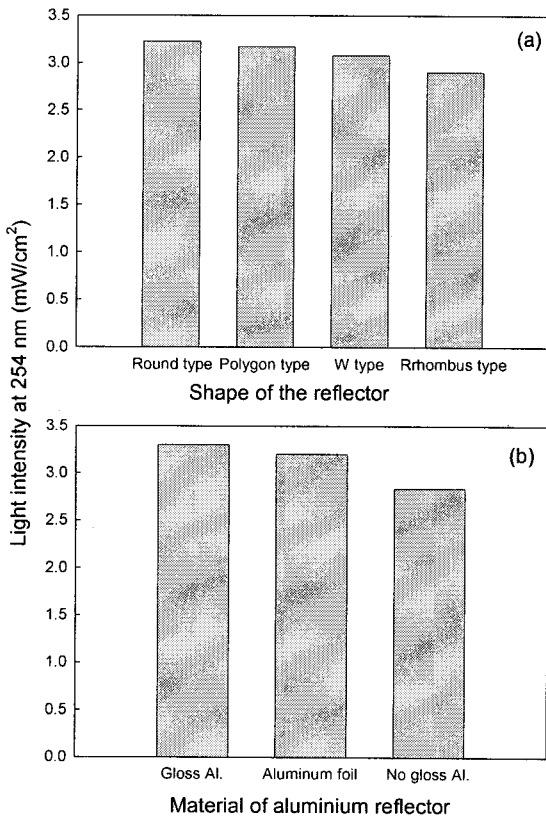 Light intensity at 254 nm (mW/cm²)
(a)
3.5
3.0
2.5
2.0
1.5
1.0
0.5
0.0
Round type Polygon type W type Rrhombus type
Shape of the reflector
(b)
3.5
3.0
2.5
2.0
1.5
1.0
0.5
0.0
Gloss Al. Aluminum foil No gloss Al.
Material of aluminium reflector